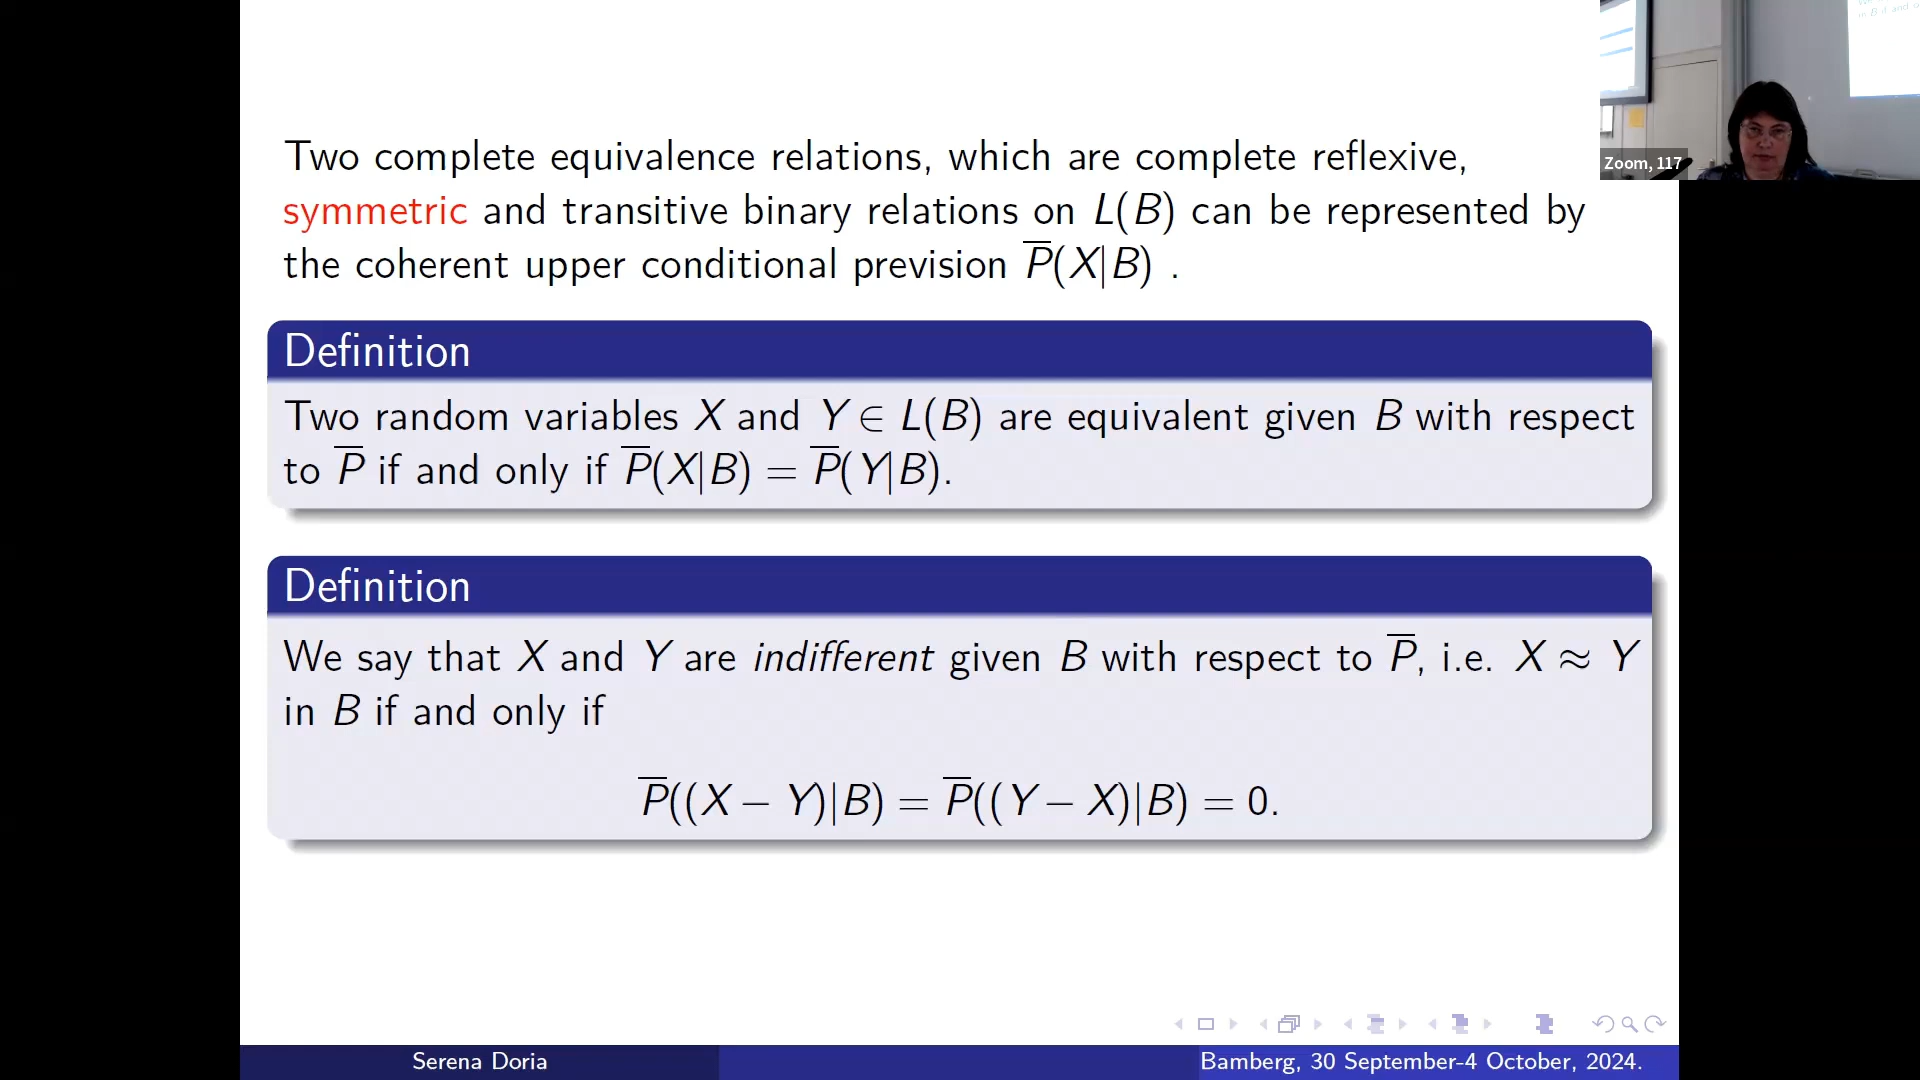 Two complete equivalence relations, which are complete reflexive,
symmetric and transitive binary relations on L(B) can be represented by
the coherent upper conditional prevision P̅(X|B) .
Definition
Two random variables X and Y ∈ L(B) are equivalent given B with respect
to P̅ if and only if P̅(X|B) = P̅(Y|B).
Definition
We say that X and Y are indifferent given B with respect to P̅, i.e. X ≈ Y
in B if and only if
P̅((X − Y)|B) = P̅((Y − X)|B) = 0.
Serena Doria
Bamberg, 30 September-4 October, 2024.
Zoom, 117